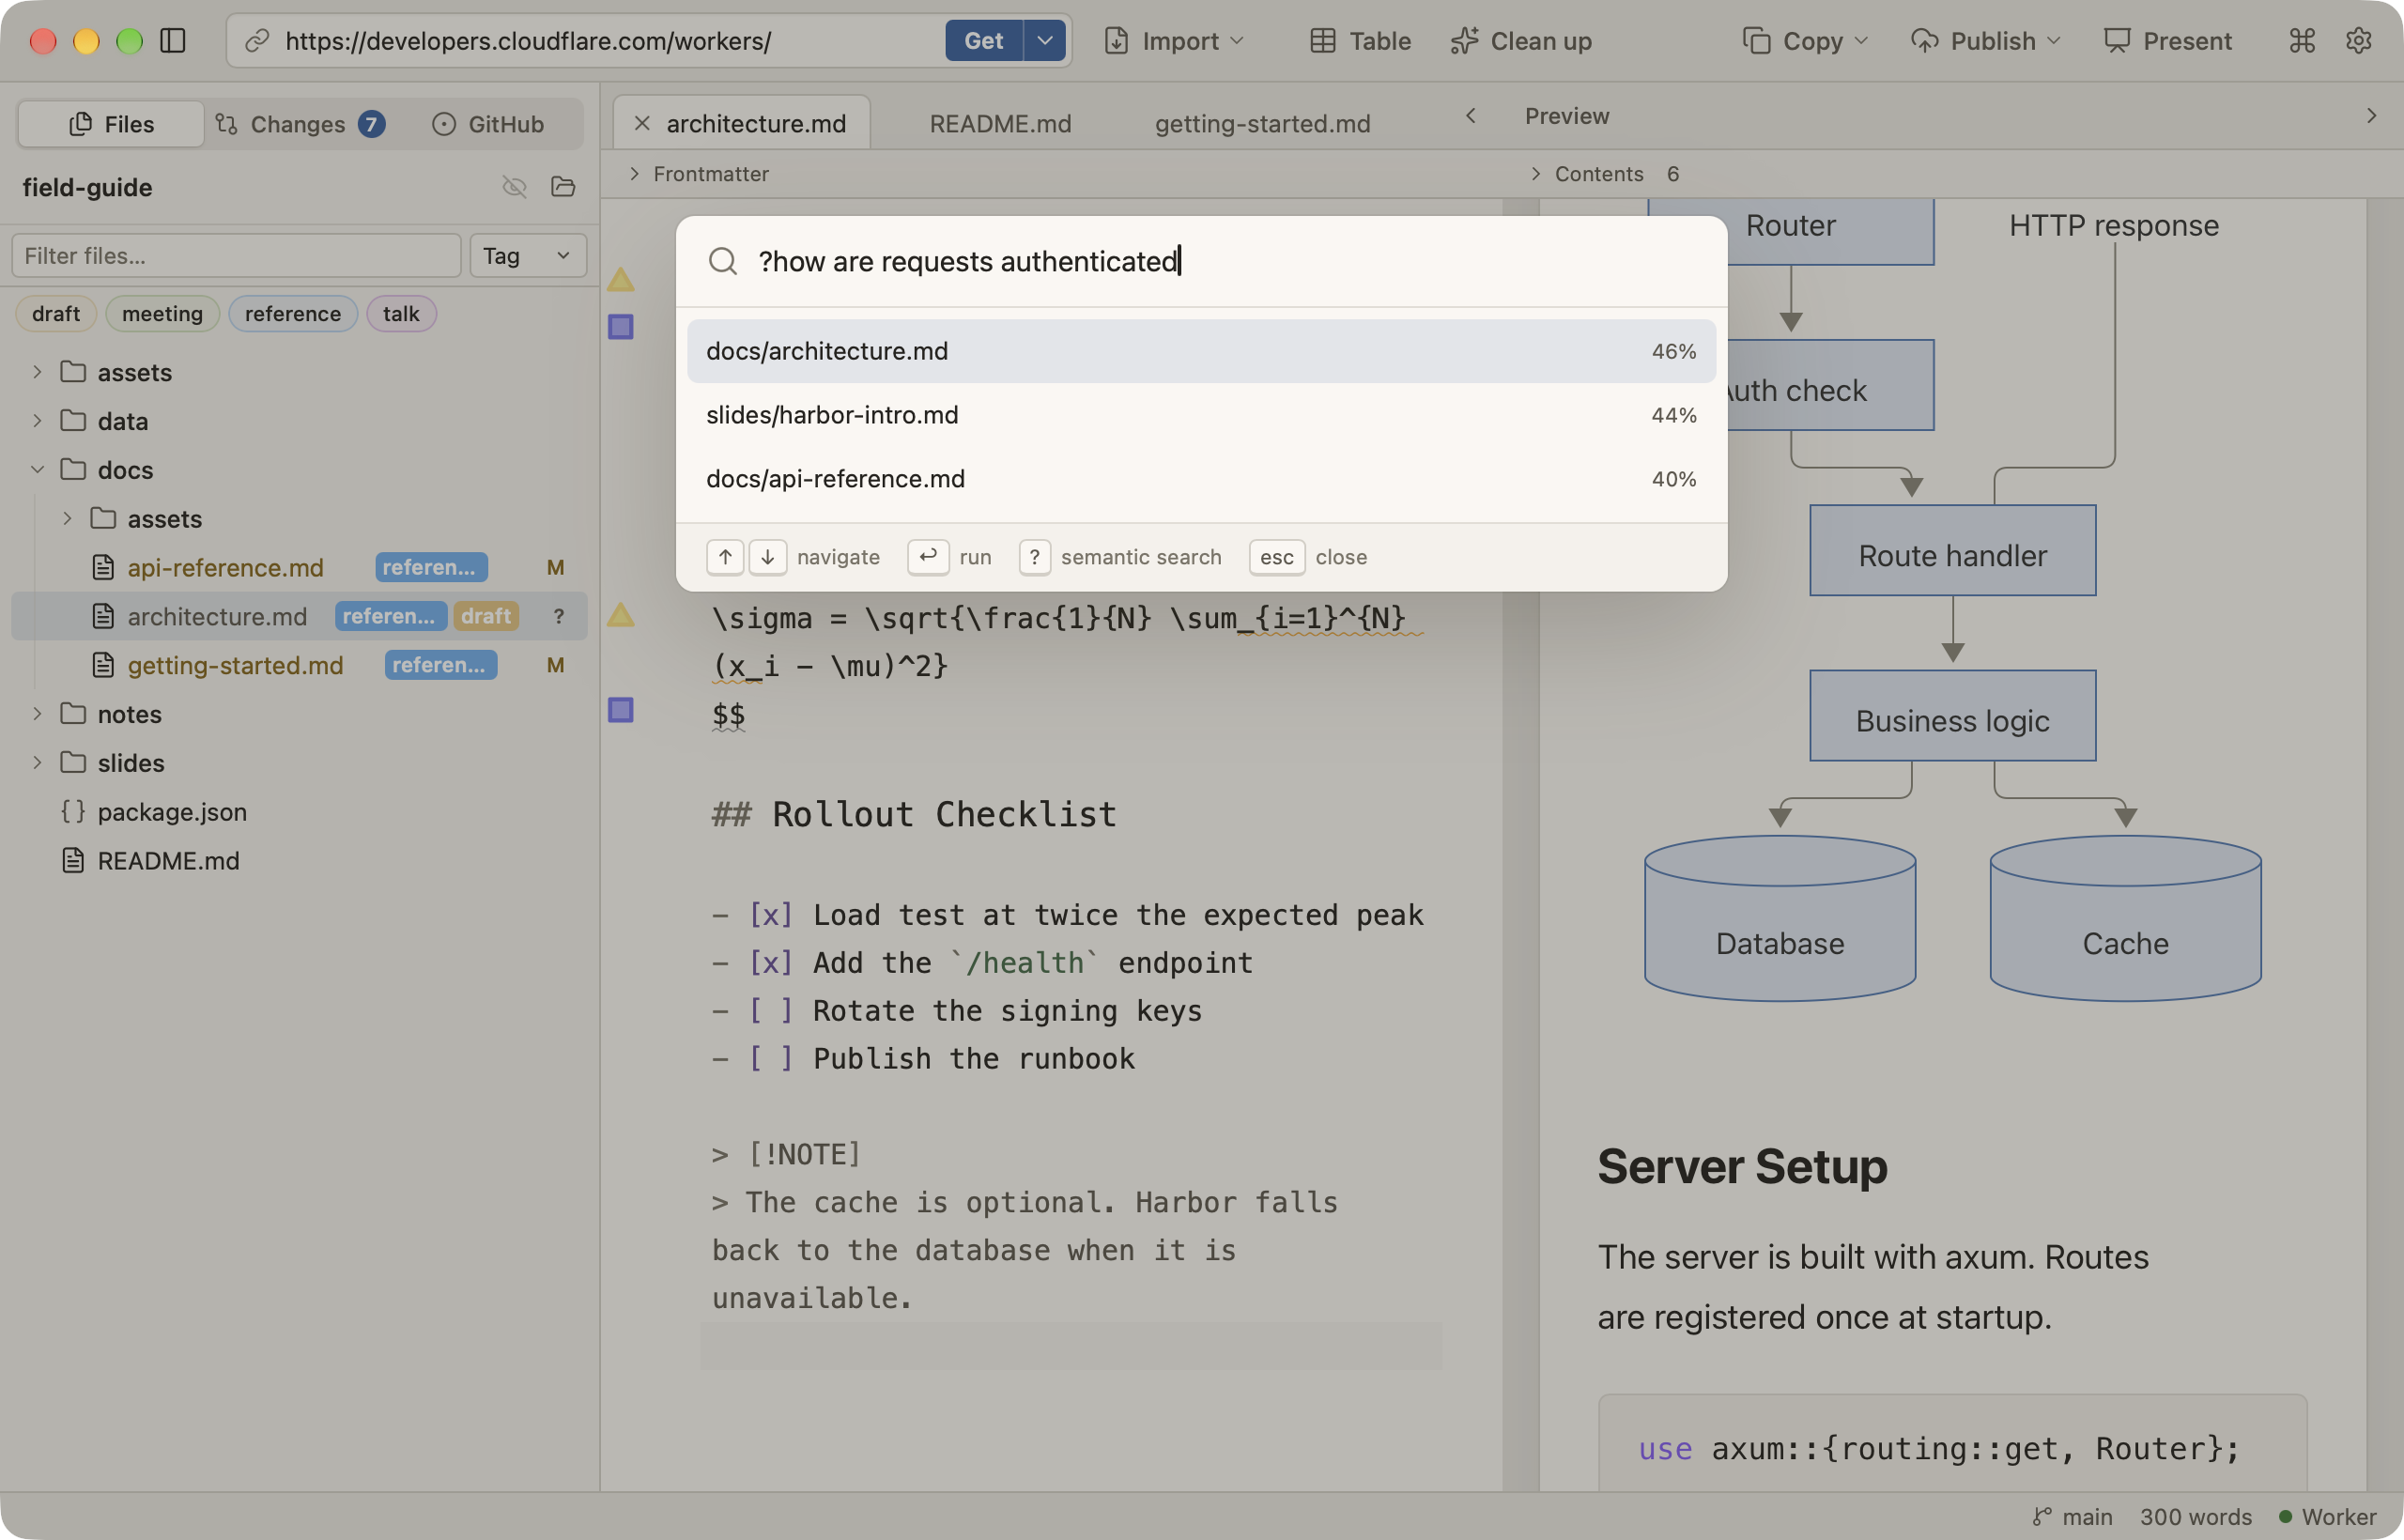 https://developers.cloudflare.com/workers/
Get
Import
Table
Clean up
Copy
Publish
Present
Files
Changes 7
GitHub
field-guide
Filter files...
Tag
draft
meeting
reference
talk
assets
data
docs
assets
api-reference.md referen... M
architecture.md referen... draft ?
getting-started.md referen... M
notes
slides
package.json
README.md
architecture.md
README.md
getting-started.md
Frontmatter
?how are requests authenticated
docs/architecture.md 46%
slides/harbor-intro.md 44%
docs/api-reference.md 40%
navigate
run
? semantic search
esc close
\sigma = \sqrt{\frac{1}{N} \sum_{i=1}^{N}
(x_i - \mu)^2}
$$
## Rollout Checklist
- [x] Load test at twice the expected peak
- [x] Add the `/health` endpoint
- [ ] Rotate the signing keys
- [ ] Publish the runbook
> [!NOTE]
> The cache is optional. Harbor falls
back to the database when it is
unavailable.
Preview
Contents 6
Router
HTTP response
Auth check
Route handler
Business logic
Database
Cache
Server Setup
The server is built with axum. Routes
are registered once at startup.
use axum::{routing::get, Router};
main
300 words
Worker